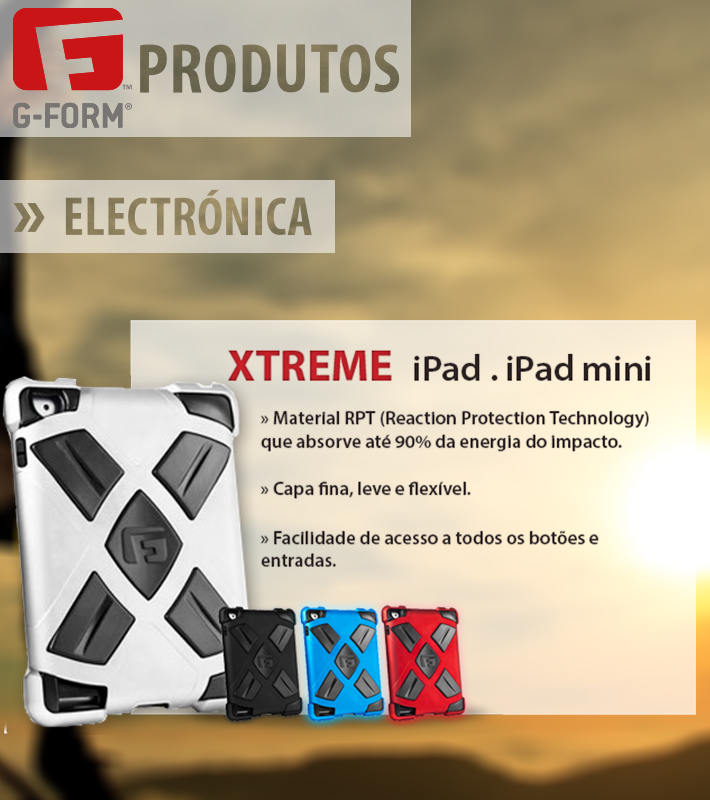 PRODUTOS
G-FORM®
» ELECTRÓNICA
XTREME iPad . iPad mini
» Material RPT (Reaction Protection Technology)
que absorve até 90% da energia do impacto.
» Capa fina, leve e flexível.
» Facilidade de acesso a todos os botões e
entradas.